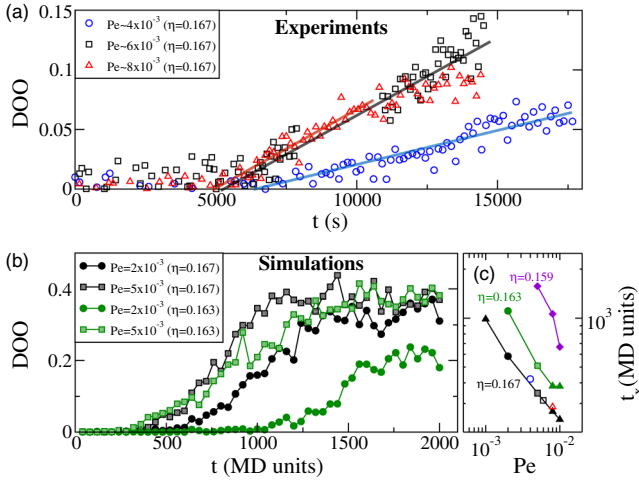 (a)
Experiments
Pe~4x10⁻³ (η=0.167)
Pe~6x10⁻³ (η=0.167)
Pe~8x10⁻³ (η=0.167)
DOO
0.15
0.1
0.05
0
0 5000 10000 15000
t (s)
(b)
Simulations
Pe=2x10⁻³ (η=0.167)
Pe=5x10⁻³ (η=0.167)
Pe=2x10⁻³ (η=0.163)
Pe=5x10⁻³ (η=0.163)
DOO
0.4
0.2
0
0 500 1000 1500 2000
t (MD units)
(c)
η=0.159
η=0.163
η=0.167
10³
tₓ (MD units)
10⁻³ 10⁻²
Pe